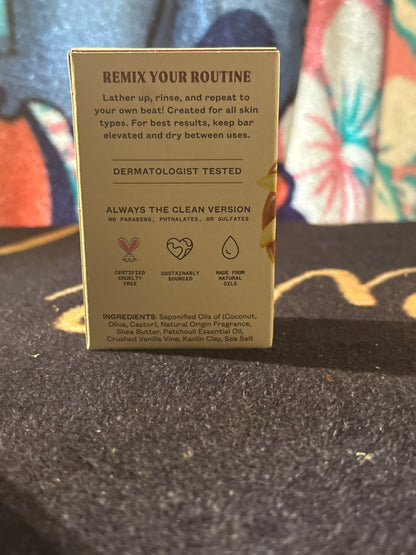 REMIX YOUR ROUTINE
Lather up, rinse, and repeat to
your own beat! Created for all skin
types. For best results, keep bar
elevated and dry between uses.
DERMATOLOGIST TESTED
ALWAYS THE CLEAN VERSION
NO PARABENS, PHTHALATES, OR SULFATES
CERTIFIED
CRUELTY
FREE
SUSTAINABLY
SOURCED
MADE FROM
NATURAL
OILS
INGREDIENTS: Saponified Oils of (Coconut,
Olive, Castor), Natural Origin Fragrance,
Shea Butter, Patchouli Essential Oil,
Crushed Vanilla Vine, Kaolin Clay, Sea Salt